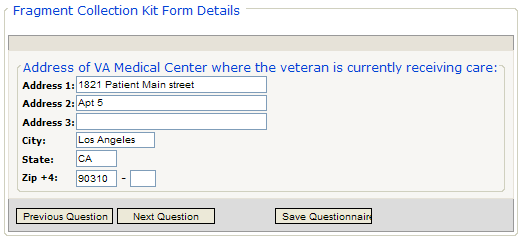 Fragment Collection Kit Form Details
Address of VA Medical Center where the veteran is currently receiving care:
Address 1: 1821 Patient Main street
Address 2: Apt 5
Address 3:
City: Los Angeles
State: CA
Zip +4: 90310 -
Previous Question Next Question Save Questionnaire